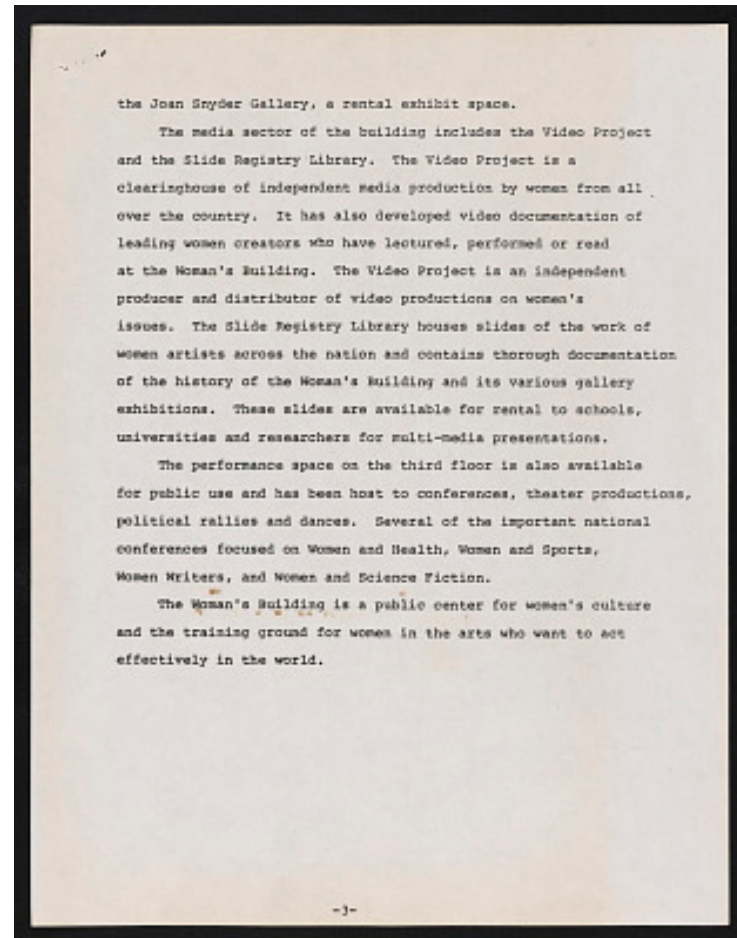 the Joan Snyder Gallery, a rental exhibit space.
The media sector of the building includes the Video Project
and the Slide Registry Library. The Video Project is a
clearinghouse of independent media production by women from all
over the country. It has also developed video documentation of
leading women creators who have lectured, performed or read
at the Woman's Building. The Video Project is an independent
producer and distributor of video productions on women's
issues. The Slide Registry Library houses slides of the work of
women artists across the nation and contains thorough documentation
of the history of the Woman's Building and its various gallery
exhibitions. These slides are available for rental to schools,
universities and researchers for multi-media presentations.
The performance space on the third floor is also available
for public use and has been host to conferences, theater productions,
political rallies and dances. Several of the important national
conferences focused on Women and Health, Women and Sports,
Women Writers, and Women and Science Fiction.
The Woman's Building is a public center for women's culture
and the training ground for women in the arts who want to act
effectively in the world.
-3-